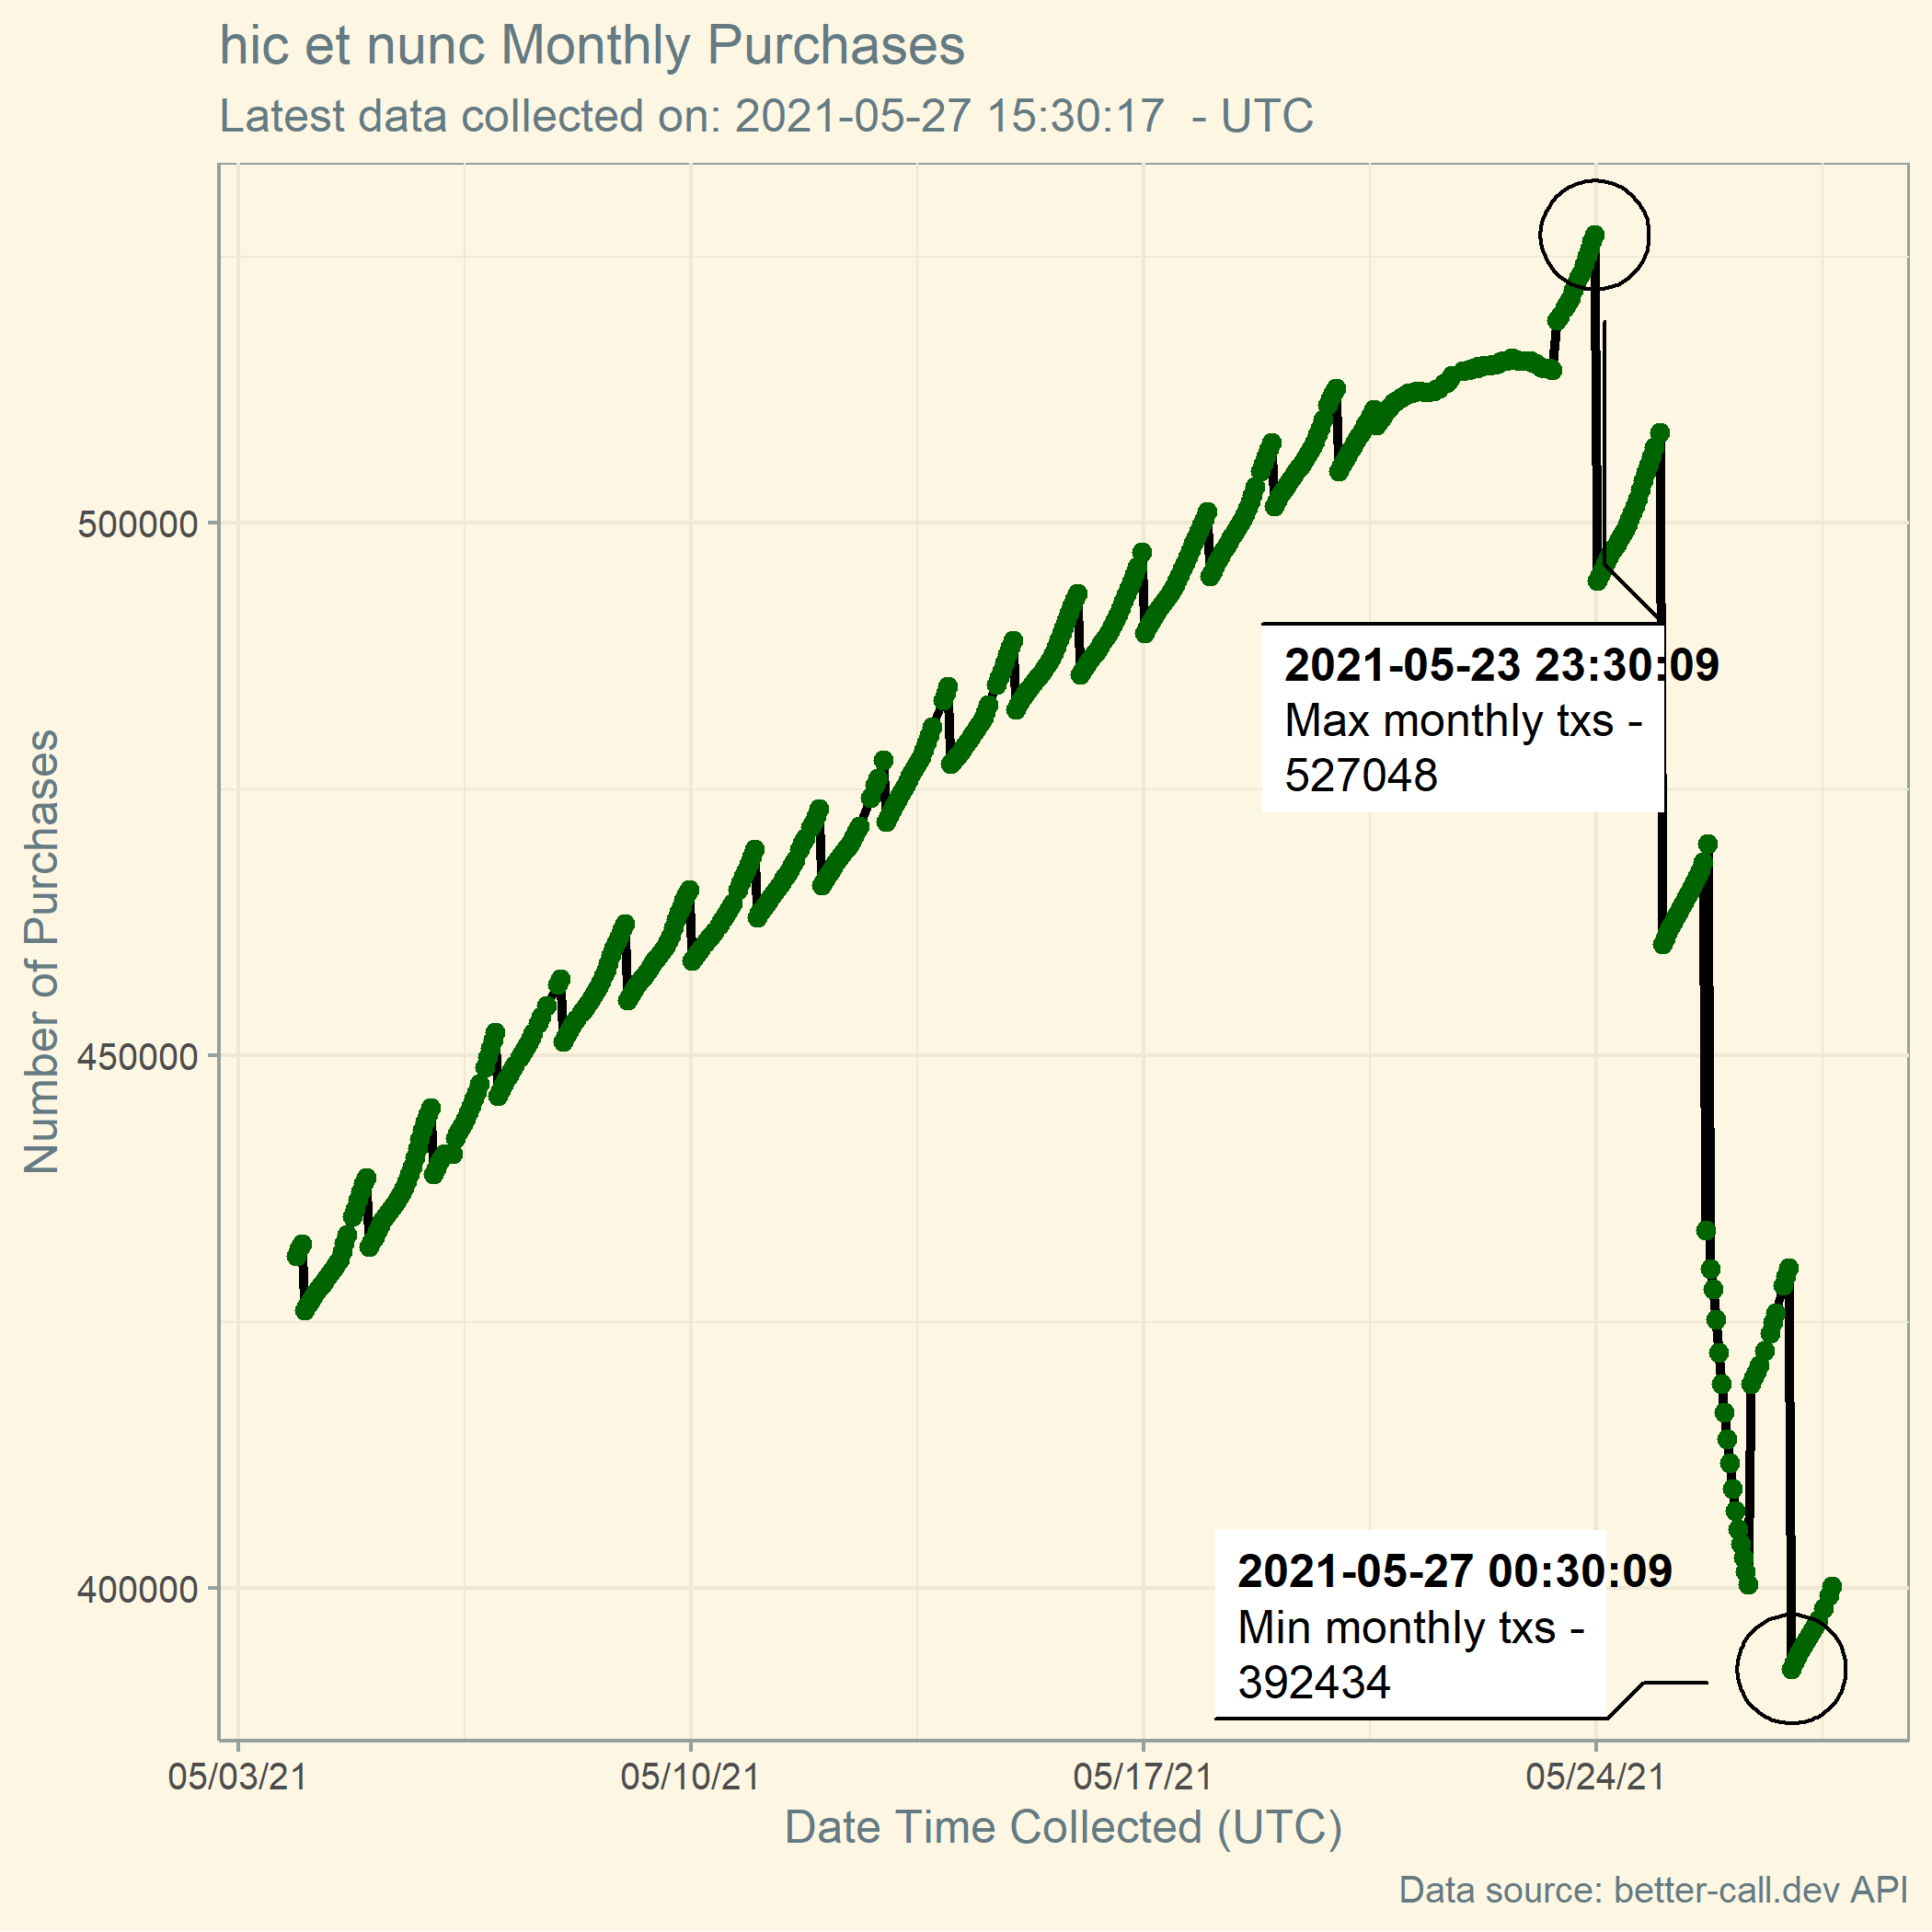 hic et nunc Monthly Purchases
Latest data collected on: 2021-05-27 15:30:17 - UTC
Number of Purchases
500000
450000
400000
2021-05-23 23:30:09
Max monthly txs -
527048
2021-05-27 00:30:09
Min monthly txs -
392434
05/03/21
05/10/21
05/17/21
05/24/21
Date Time Collected (UTC)
Data source: better-call.dev API